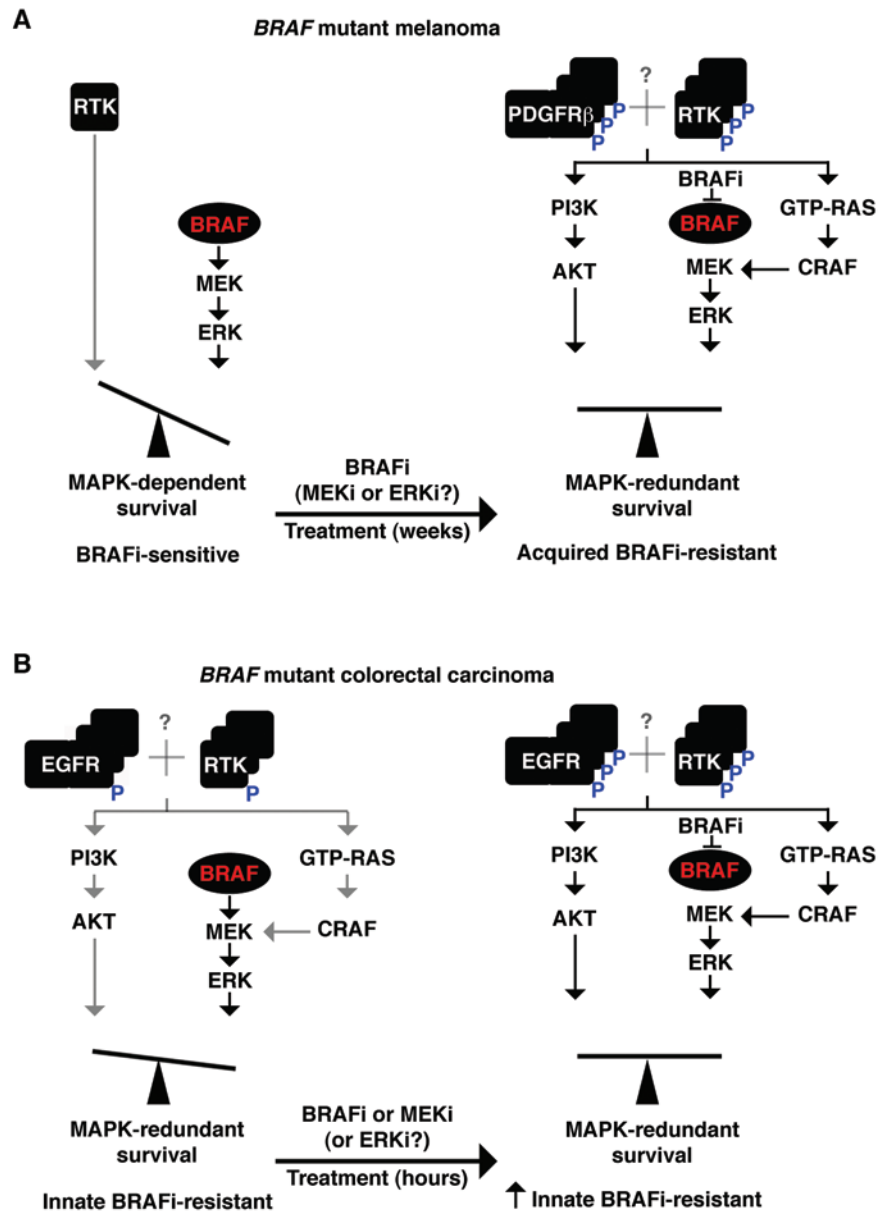 A
BRAF mutant melanoma
RTK
BRAF
MEK
ERK
MAPK-dependent
survival
BRAFi-sensitive
BRAFi
(MEKi or ERKi?)
Treatment (weeks)
?
PDGFRβ
P
P
P
RTK
P
P
P
BRAFi
PI3K
BRAF
GTP-RAS
AKT
MEK
CRAF
ERK
MAPK-redundant
survival
Acquired BRAFi-resistant
B
BRAF mutant colorectal carcinoma
?
EGFR
P
RTK
P
PI3K
BRAF
GTP-RAS
AKT
MEK
CRAF
ERK
MAPK-redundant
survival
Innate BRAFi-resistant
BRAFi or MEKi
(or ERKi?)
Treatment (hours)
?
EGFR
P
P
P
RTK
P
P
P
BRAFi
PI3K
BRAF
GTP-RAS
AKT
MEK
CRAF
ERK
MAPK-redundant
survival
↑ Innate BRAFi-resistant